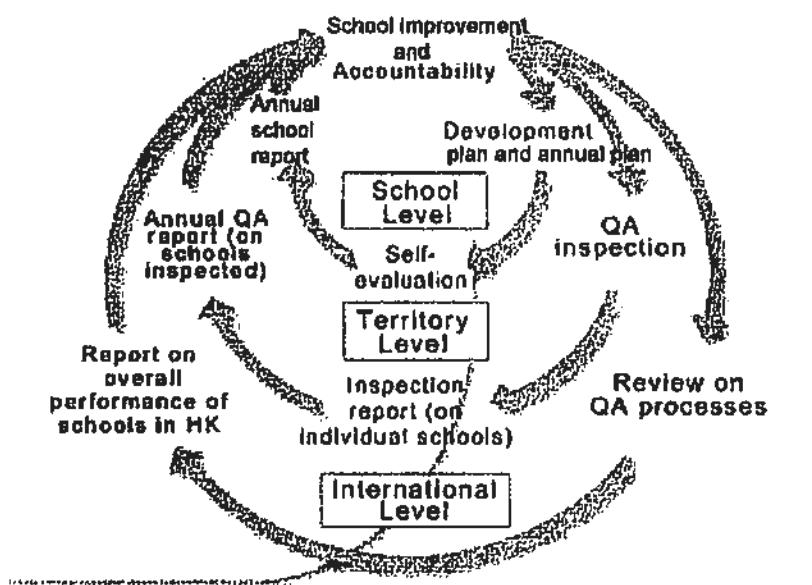 School Improvement
and
Accountability
Annual
school
report
Development
plan and annual plan
School
Level
Annual QA
report (on
schools
inspected)
QA
inspection
Self-
evaluation
Territory
Level
Report on
overall
performance of
schools in HK
Inspection
report (on
individual schools)
Review on
QA processes
International
Level